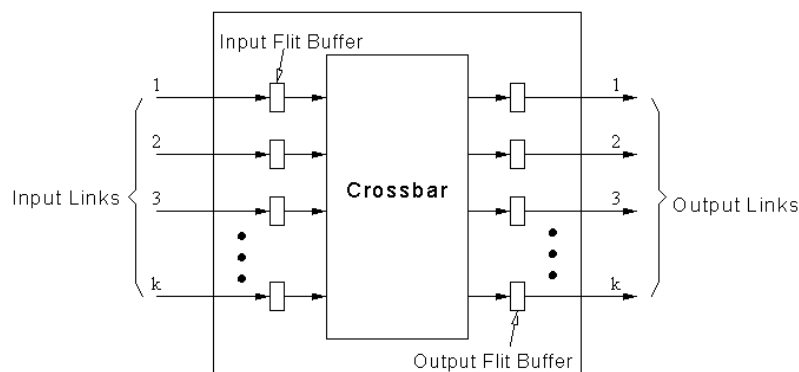 Input Flit Buffer
1
1
2
2
Input Links
Crossbar
3
3
Output Links
k
k
Output Flit Buffer